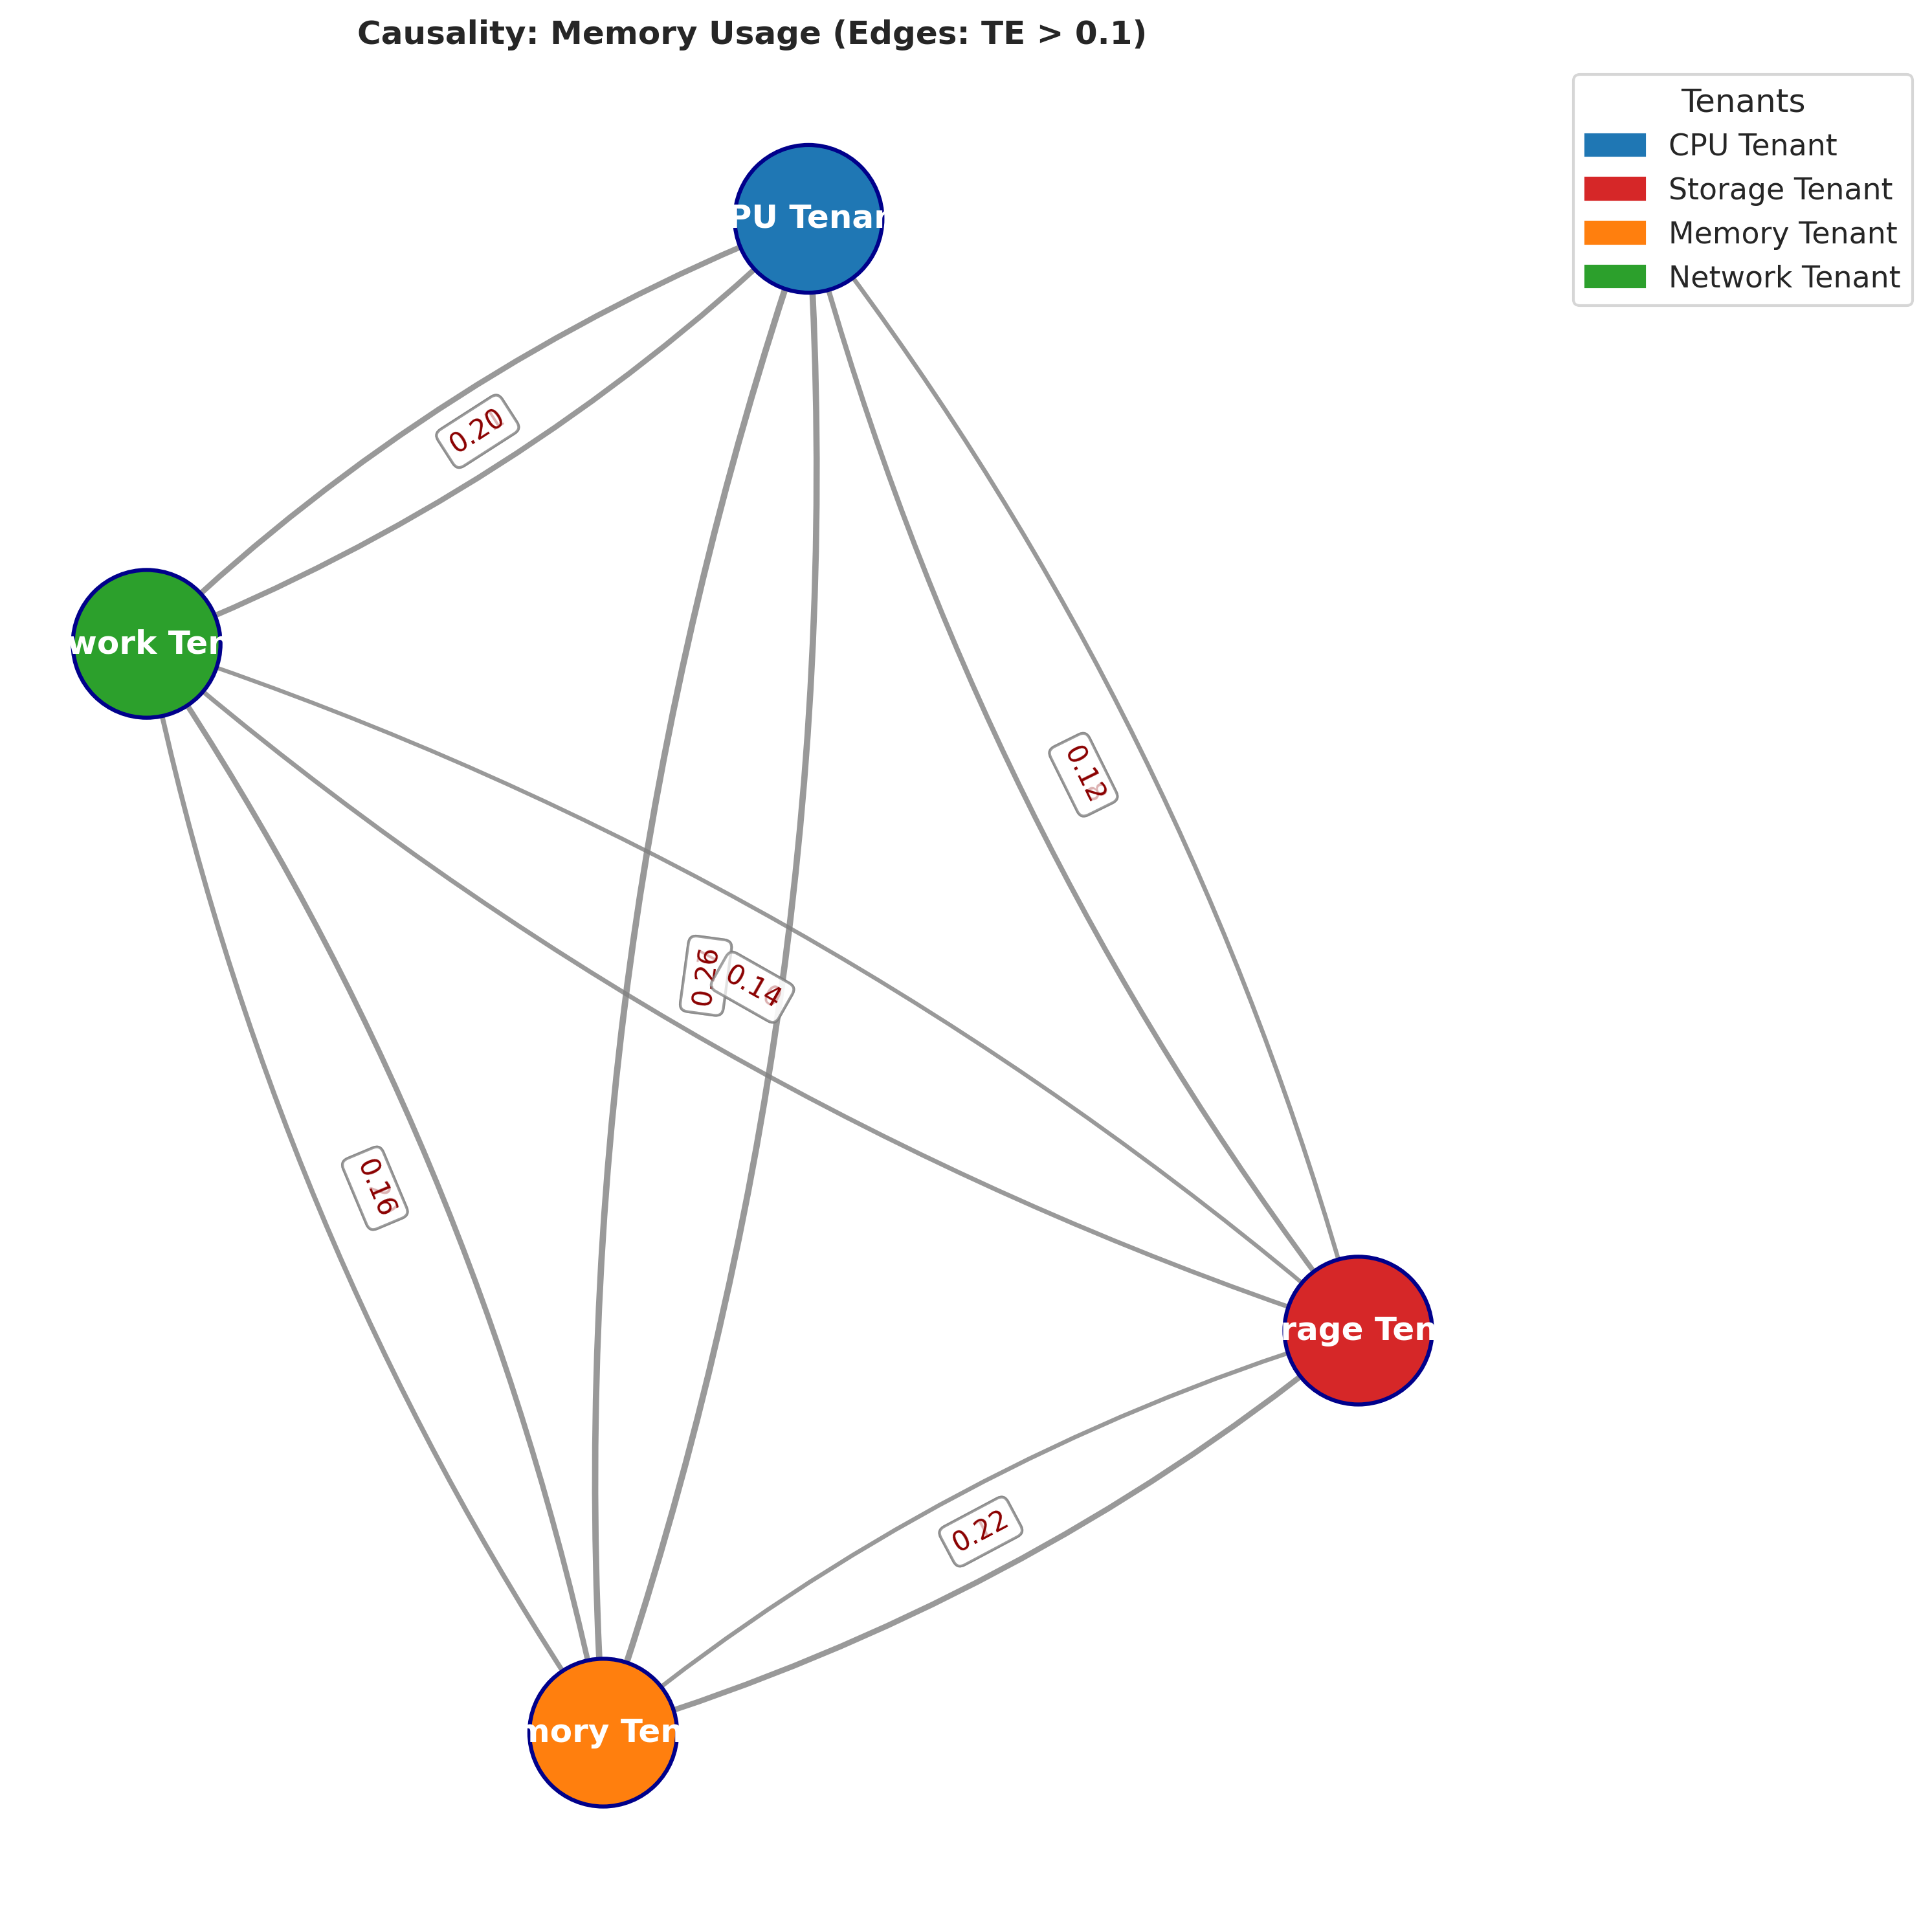 Causality: Memory Usage (Edges: TE > 0.1)
Tenants
CPU Tenant
Storage Tenant
Memory Tenant
Network Tenant
PU Tenan
0.20
work Ten
0.12
0.26
0.14
0.16
rage Ten
0.22
mory Ten